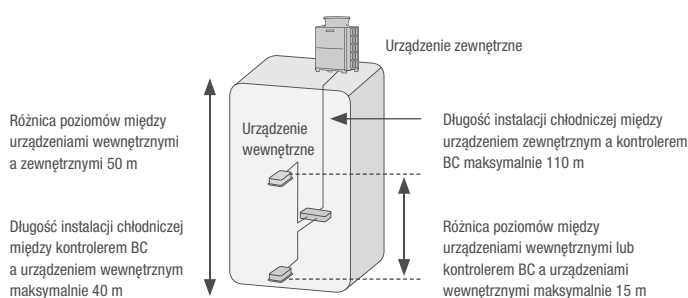 Urządzenie zewnętrzne
Różnica poziomów między
urządzeniami wewnętrznymi
a zewnętrznymi 50 m
Urządzenie
wewnętrzne
Długość instalacji chłodniczej między
urządzeniem zewnętrznym a kontrolerem
BC maksymalnie 110 m
Długość instalacji chłodniczej
między kontrolerem BC
a urządzeniem wewnętrznym
maksymalnie 40 m
Różnica poziomów między
urządzeniami wewnętrznymi lub
kontrolerem BC a urządzeniami
wewnętrznymi maksymalnie 15 m